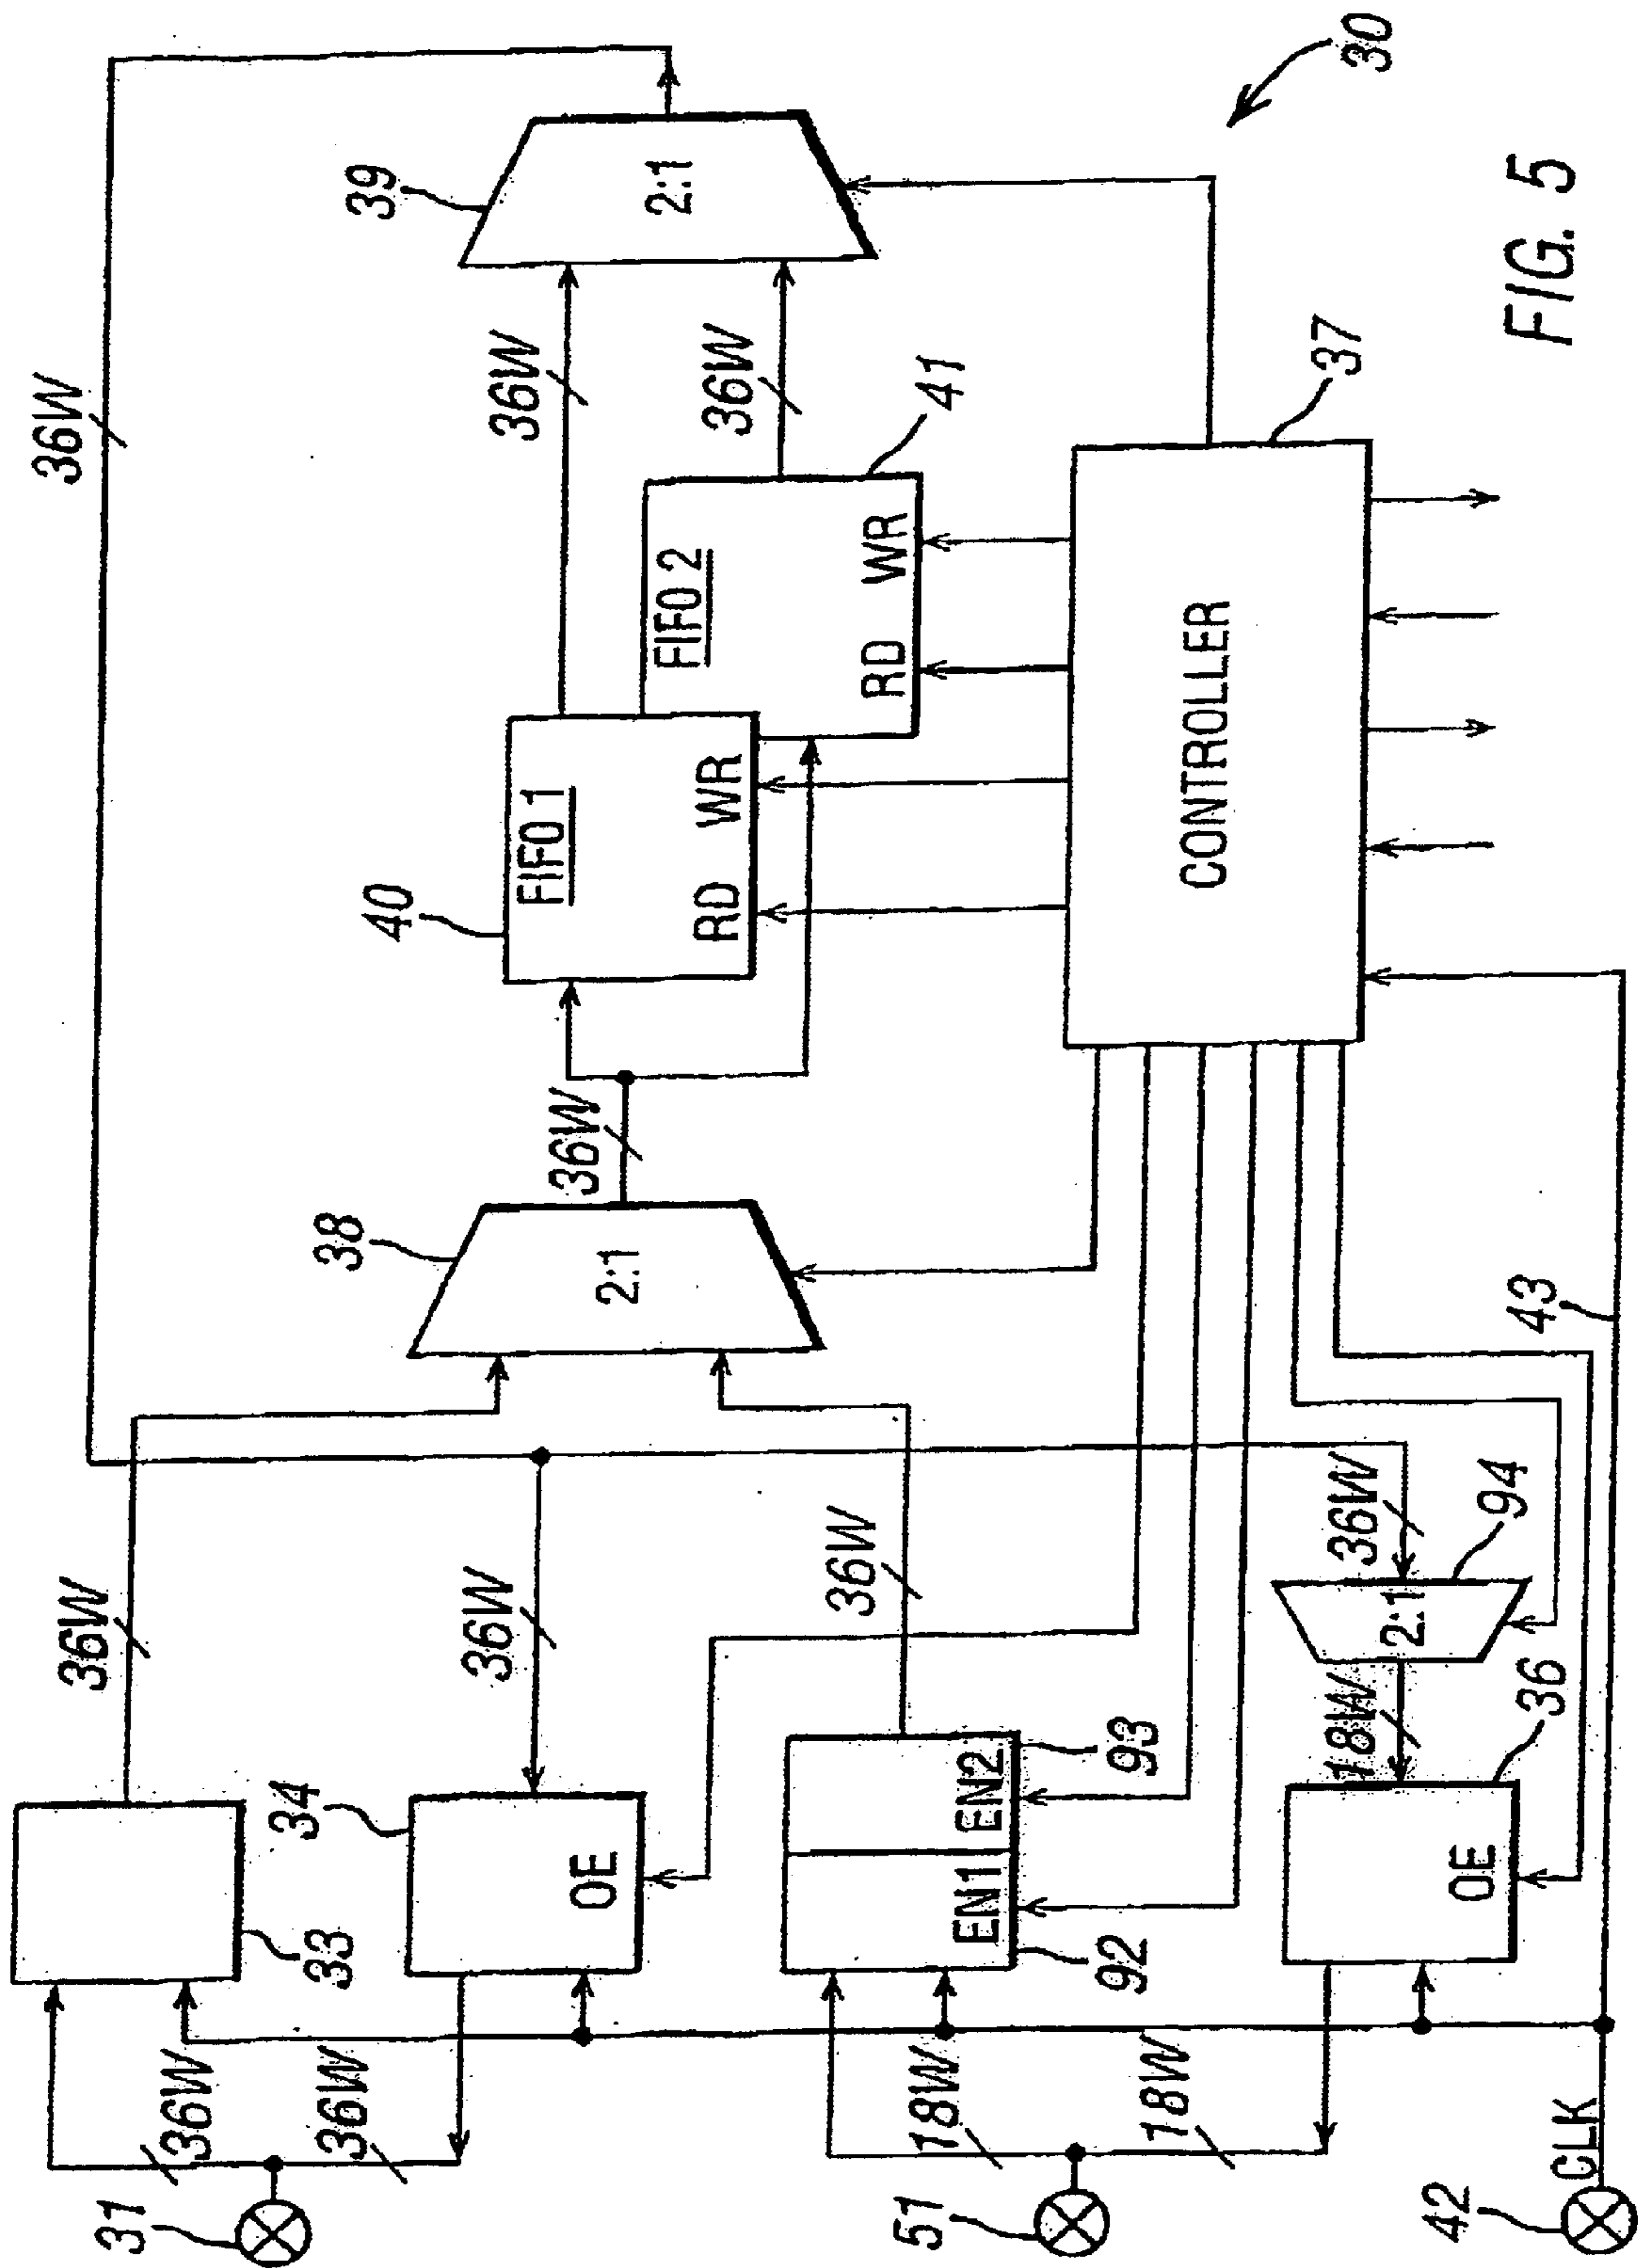 36W
39
2:1
30
36W
36W
40
FIFO 1
RD WR
FIFO 2
RD WR
41
38
2:1
36W
CONTROLLER
37
36W
33
34
36W
OE
36W
36W
36W
EN1 EN2
92
93
18W
18W
36W
2:1
94
18W
36
OE
43
31
51
42
CLK
FIG. 5